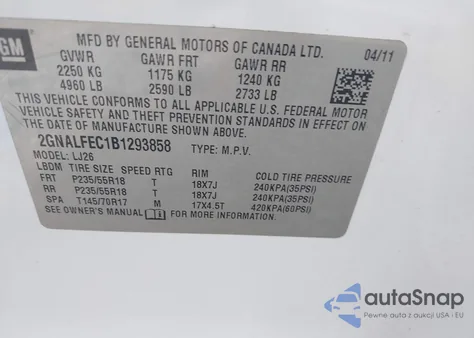 GM
MFD BY GENERAL MOTORS OF CANADA LTD.
GVWR GAWR FRT GAWR RR 04/11
2250 KG 1175 KG 1240 KG
4960 LB 2590 LB 2733 LB
THIS VEHICLE CONFORMS TO ALL APPLICABLE U.S. FEDERAL MOTOR
VEHICLE SAFETY AND THEFT PREVENTION STANDARDS IN EFFECT ON
THE DATE OF MANUFACTURE SHOWN ABOVE.
2GNALFEC1B1293858 TYPE: M.P.V.
MODEL: LJ26
LBDM TIRE SIZE SPEED RTG RIM COLD TIRE PRESSURE
FRT P235/55R18 T 18X7J 240KPA(35PSI)
RR P235/55R18 T 18X7J 240KPA(35PSI)
SPA T145/70R17 M 17X4.5T 420KPA(60PSI)
SEE OWNER'S MANUAL FOR MORE INFORMATION.
autoSnap
Pewne auta z aukcji USA i EU